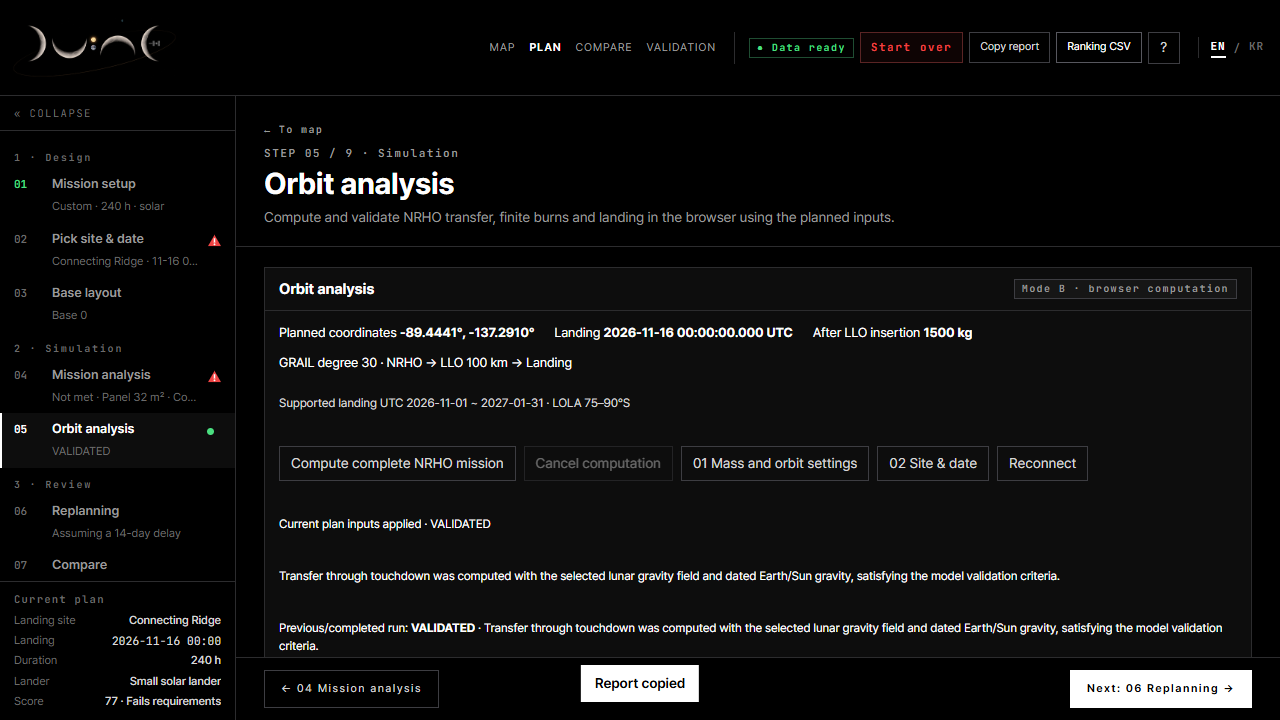 MAP PLAN COMPARE VALIDATION
● Data ready
Start over
Copy report
Ranking CSV
?
EN / KR
« COLLAPSE
1 · Design
01 Mission setup
Custom · 240 h · solar
02 Pick site & date
Connecting Ridge · 11-16 0...
03 Base layout
Base 0
2 · Simulation
04 Mission analysis
Not met · Panel 32 m² · Co...
05 Orbit analysis
VALIDATED
3 · Review
06 Replanning
Assuming a 14-day delay
07 Compare
Current plan
Landing site Connecting Ridge
Landing 2026-11-16 00:00
Duration 240 h
Lander Small solar lander
Score 77 · Fails requirements
← To map
STEP 05 / 9 · Simulation
Orbit analysis
Compute and validate NRHO transfer, finite burns and landing in the browser using the planned inputs.
Orbit analysis
Mode B · browser computation
Planned coordinates -89.4441°, -137.2910° Landing 2026-11-16 00:00:00.000 UTC After LLO insertion 1500 kg
GRAIL degree 30 · NRHO → LLO 100 km → Landing
Supported landing UTC 2026-11-01 ~ 2027-01-31 · LOLA 75–90°S
Compute complete NRHO mission
Cancel computation
01 Mass and orbit settings
02 Site & date
Reconnect
Current plan inputs applied · VALIDATED
Transfer through touchdown was computed with the selected lunar gravity field and dated Earth/Sun gravity, satisfying the model validation criteria.
Previous/completed run: VALIDATED · Transfer through touchdown was computed with the selected lunar gravity field and dated Earth/Sun gravity, satisfying the model validation
criteria.
← 04 Mission analysis
Report copied
Next: 06 Replanning →